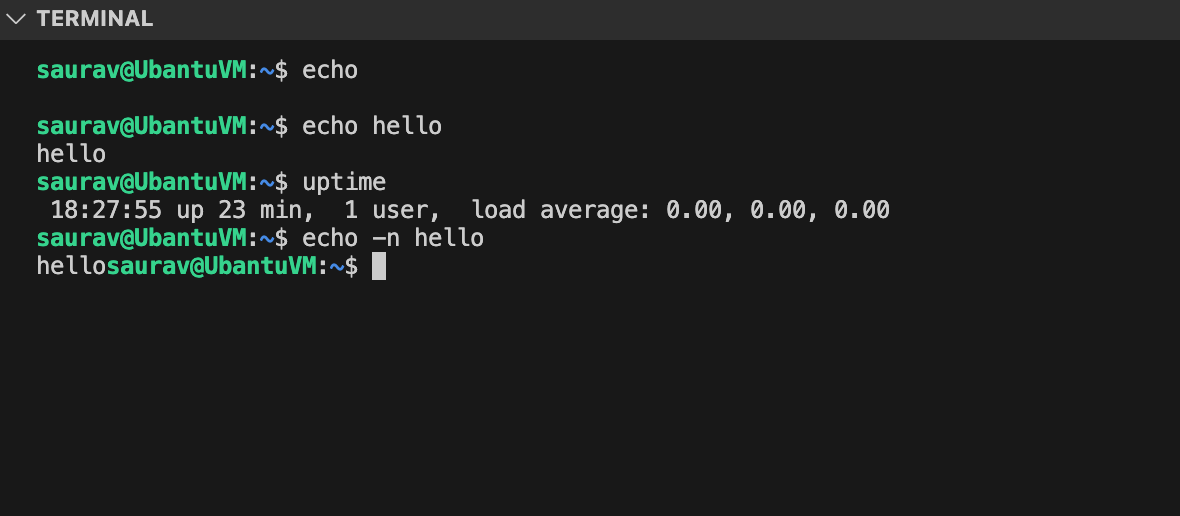 TERMINAL
saurav@UbantuVM:~$ echo
saurav@UbantuVM:~$ echo hello
hello
saurav@UbantuVM:~$ uptime
 18:27:55 up 23 min,  1 user,  load average: 0.00, 0.00, 0.00
saurav@UbantuVM:~$ echo -n hello
hellosaurav@UbantuVM:~$